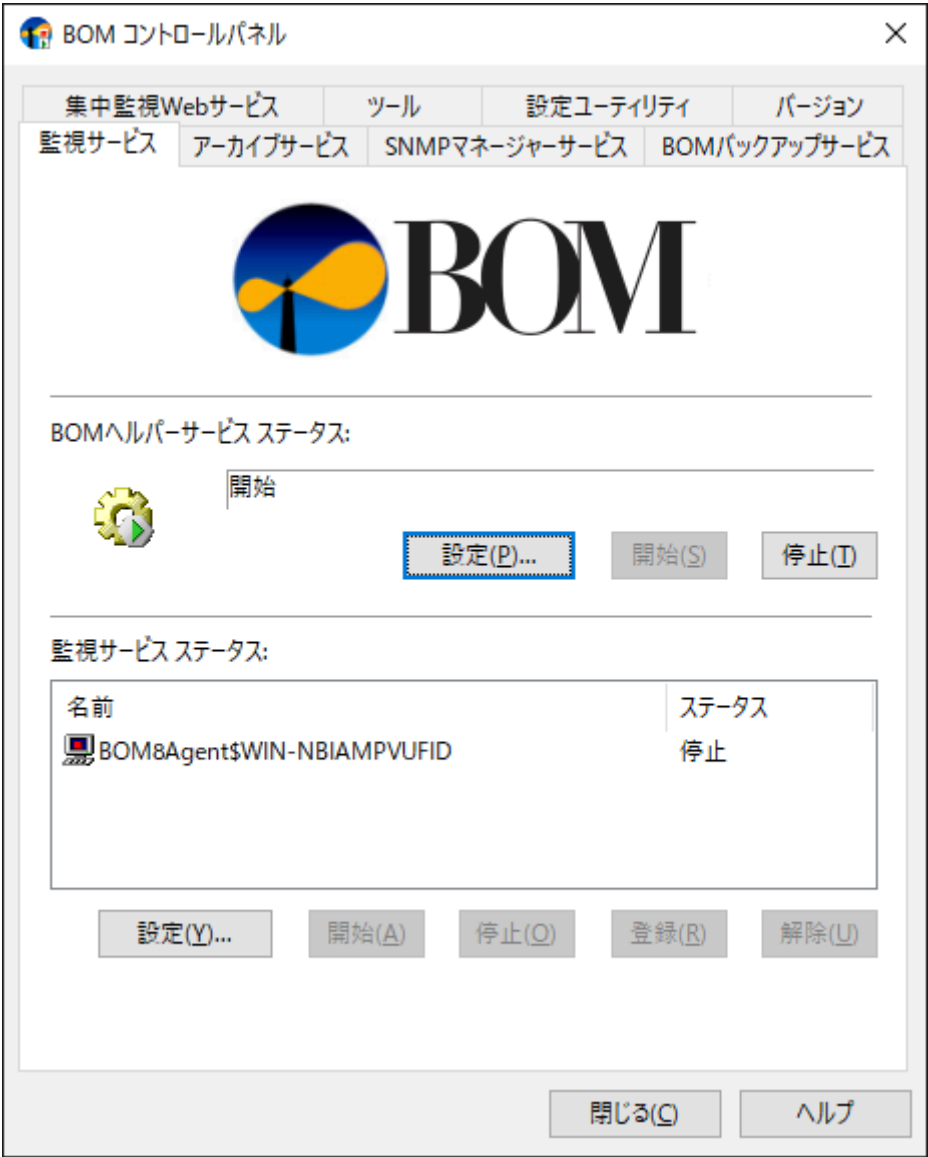 BOM コントロールパネル
集中監視Webサービス ツール 設定ユーティリティ バージョン
監視サービス アーカイブサービス SNMPマネージャーサービス BOMバックアップサービス
BOM
BOMヘルパーサービス ステータス:
開始
設定(P)... 開始(S) 停止(T)
監視サービス ステータス:
名前 ステータス
BOM8Agent$WIN-NBIAMPVUFID 停止
設定(Y)... 開始(A) 停止(O) 登録(R) 解除(U)
閉じる(C) ヘルプ